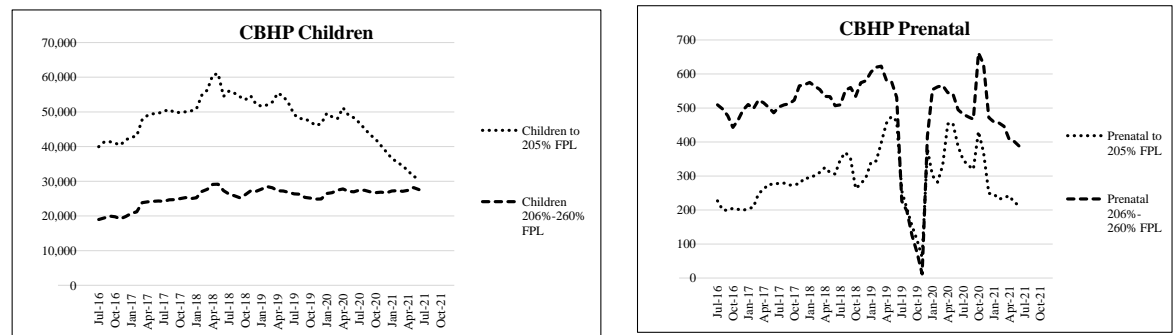 CBHP Children
70,000
60,000
50,000
40,000
30,000
20,000
10,000
0
Jul-16
Oct-16
Jan-17
Apr-17
Jul-17
Oct-17
Jan-18
Apr-18
Jul-18
Oct-18
Jan-19
Apr-19
Jul-19
Oct-19
Jan-20
Apr-20
Jul-20
Oct-20
Jan-21
Apr-21
Jul-21
Oct-21
Children to
205% FPL
Children
206%-260%
FPL
CBHP Prenatal
700
600
500
400
300
200
100
0
Jul-16
Oct-16
Jan-17
Apr-17
Jul-17
Oct-17
Jan-18
Apr-18
Jul-18
Oct-18
Jan-19
Apr-19
Jul-19
Oct-19
Jan-20
Apr-20
Jul-20
Oct-20
Jan-21
Apr-21
Jul-21
Oct-21
Prenatal to
205% FPL
Prenatal
206%-
260% FPL